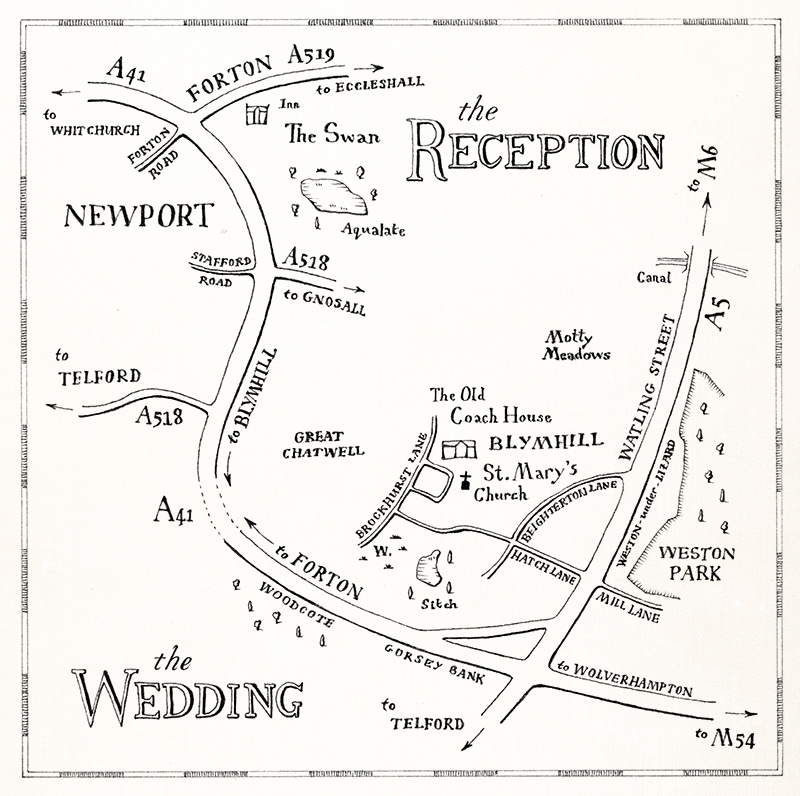 A41
FORTON A519
to ECCLESHALL
to
WHITCHURCH
FORTON
ROAD
Inn
The Swan
the
RECEPTION
to M6
NEWPORT
Aqualate
STAFFORD
ROAD
A518
to GNOSALL
Canal
A5
to
TELFORD
A518
to BLYMHILL
Motty
Meadows
WATLING STREET
GREAT
CHATWELL
The Old
Coach House
BLYMHILL
St. Mary's
Church
BROCKHURST LANE
BEIGHTERTON LANE
WESTON-under-LIZARD
WESTON
PARK
A41
W.
HATCH LANE
MILL LANE
to FORTON
Sitch
WOODCOTE
GORSEY BANK
the
WEDDING
to
TELFORD
to WOLVERHAMPTON
to M54